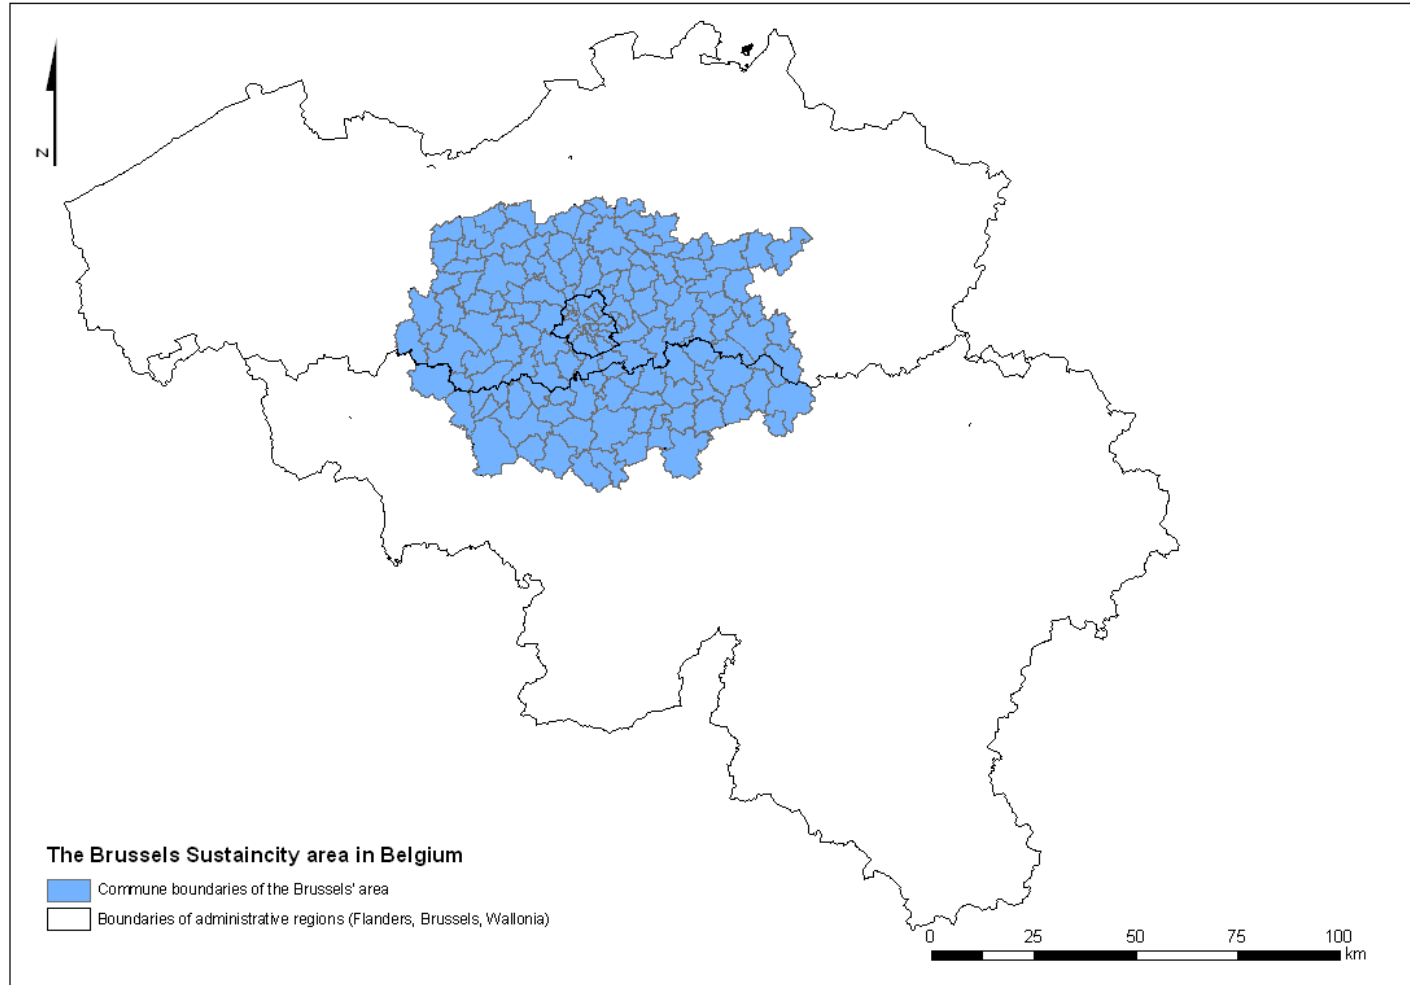 N
The Brussels Sustaincity area in Belgium
Commune boundaries of the Brussels' area
Boundaries of administrative regions (Flanders, Brussels, Wallonia)
0 25 50 75 100
km